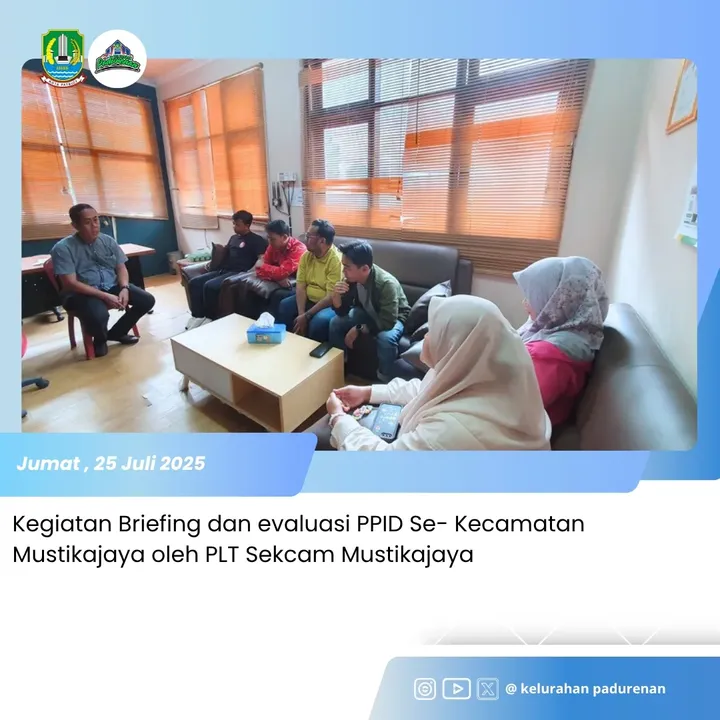 Jumat , 25 Juli 2025
Kegiatan Briefing dan evaluasi PPID Se- Kecamatan
Mustikajaya oleh PLT Sekcam Mustikajaya
@ kelurahan padurenan